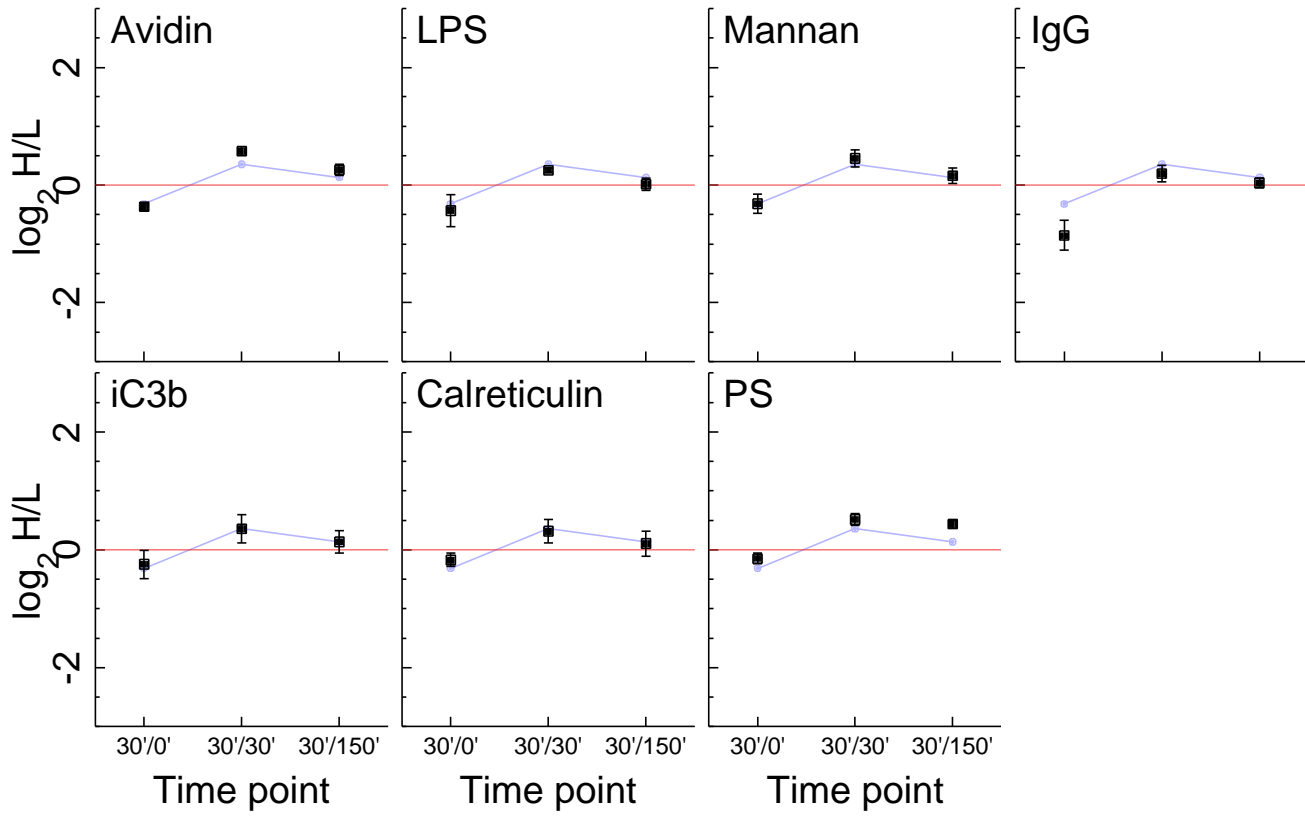 Avidin LPS Mannan IgG
2
0
-2
log2 H/L
iC3b Calreticulin PS
2
0
-2
log2 H/L
30'/0' 30'/30' 30'/150' 30'/0' 30'/30' 30'/150' 30'/0' 30'/30' 30'/150'
Time point Time point Time point